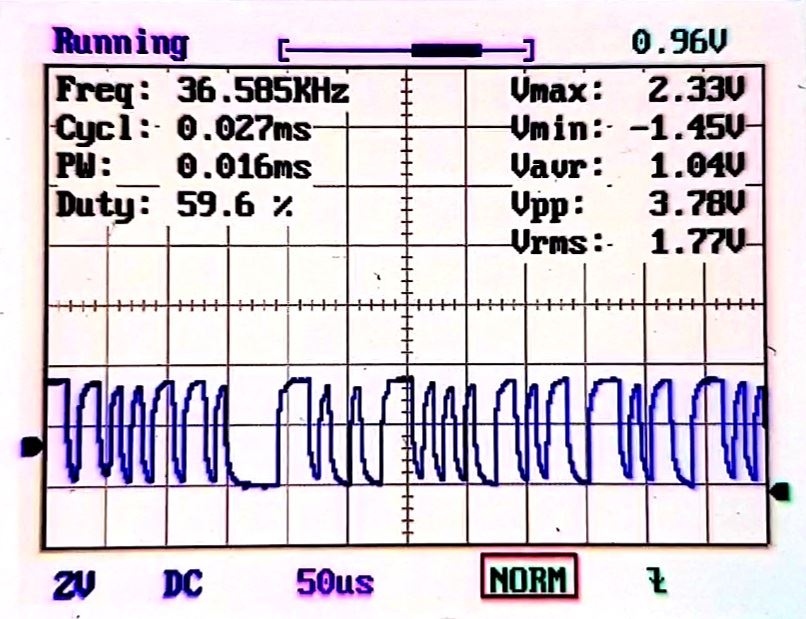 Running 0.96V
Freq: 36.585KHz Vmax: 2.33V
Cycl: 0.027ms Vmin: -1.45V
PW: 0.016ms Vavr: 1.04V
Duty: 59.6 % Vpp: 3.78V
Vrms: 1.77V
2V DC 50us NORM